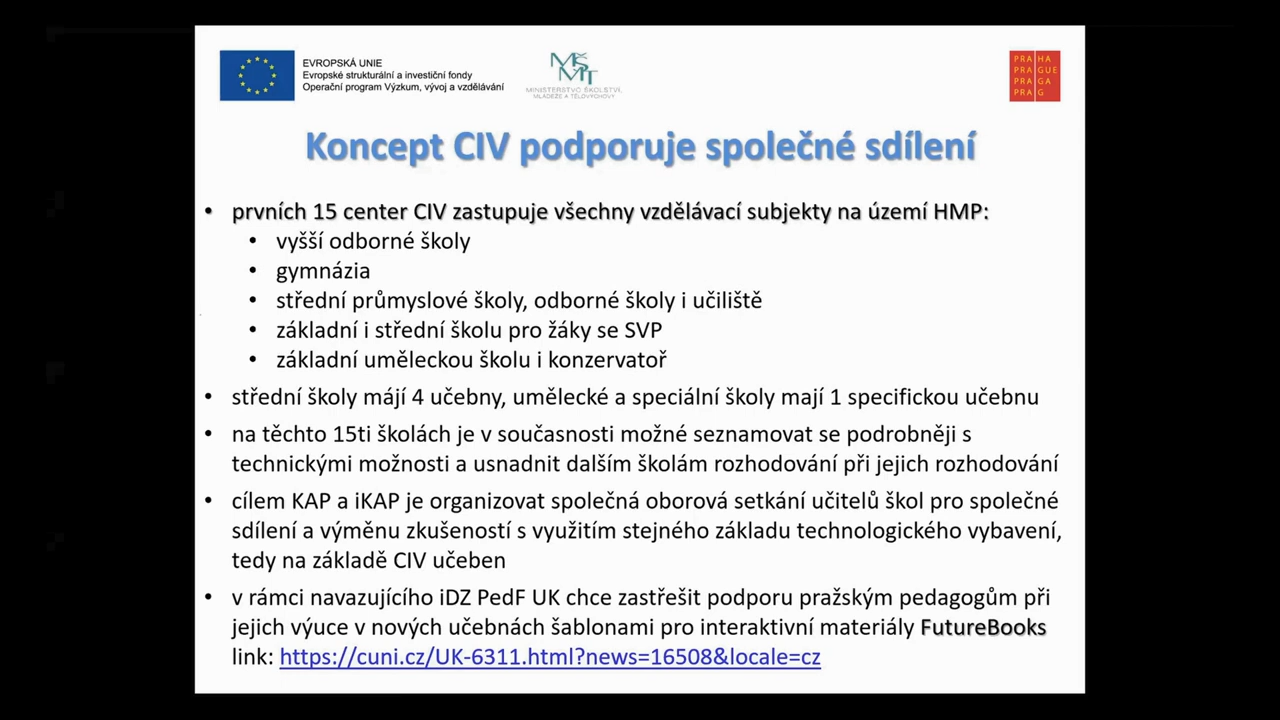 EVROPSKÁ UNIE
Evropské strukturální a investiční fondy
Operační program Výzkum, vývoj a vzdělávání
MŠMT
MINISTERSTVO ŠKOLSTVÍ,
MLÁDEŽE A TĚLOVÝCHOVY
PRA HA
PRA GUE
PRA GA
PRA G
Koncept CIV podporuje společné sdílení
• prvních 15 center CIV zastupuje všechny vzdělávací subjekty na území HMP:
• vyšší odborné školy
• gymnázia
• střední průmyslové školy, odborné školy i učiliště
• základní i střední školu pro žáky se SVP
• základní uměleckou školu i konzervatoř
• střední školy májí 4 učebny, umělecké a speciální školy mají 1 specifickou učebnu
• na těchto 15ti školách je v současnosti možné seznamovat se podrobněji s
technickými možnosti a usnadnit dalším školám rozhodování při jejich rozhodování
• cílem KAP a iKAP je organizovat společná oborová setkání učitelů škol pro společné
sdílení a výměnu zkušeností s využitím stejného základu technologického vybavení,
tedy na základě CIV učeben
• v rámci navazujícího iDZ PedF UK chce zastřešit podporu pražským pedagogům při
jejich výuce v nových učebnách šablonami pro interaktivní materiály FutureBooks
link: https://cuni.cz/UK-6311.html?news=16508&locale=cz